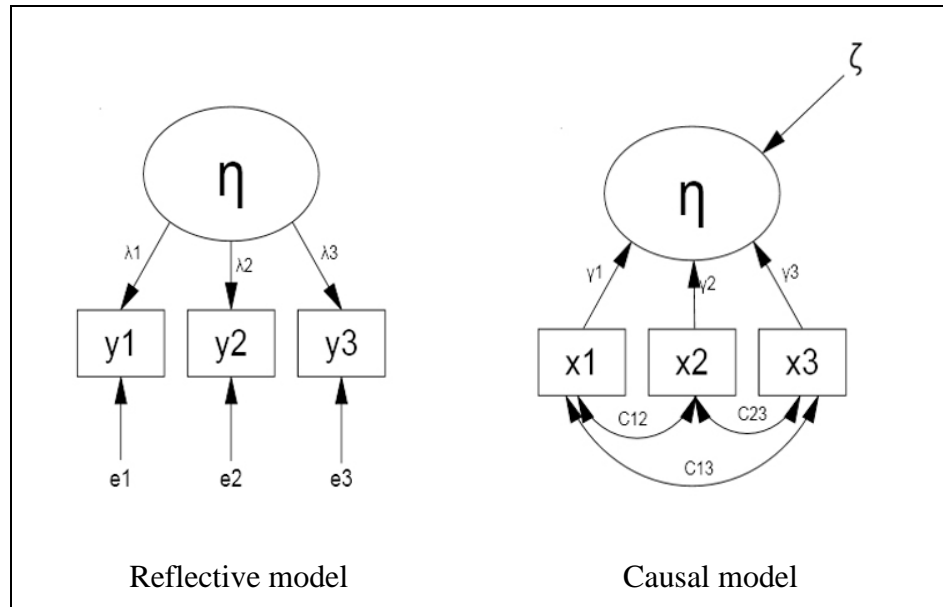 ζ
η
η
λ1
λ2
λ3
γ1
γ2
γ3
y1
y2
y3
x1
x2
x3
C12
C23
C13
e1
e2
e3
Reflective model
Causal model